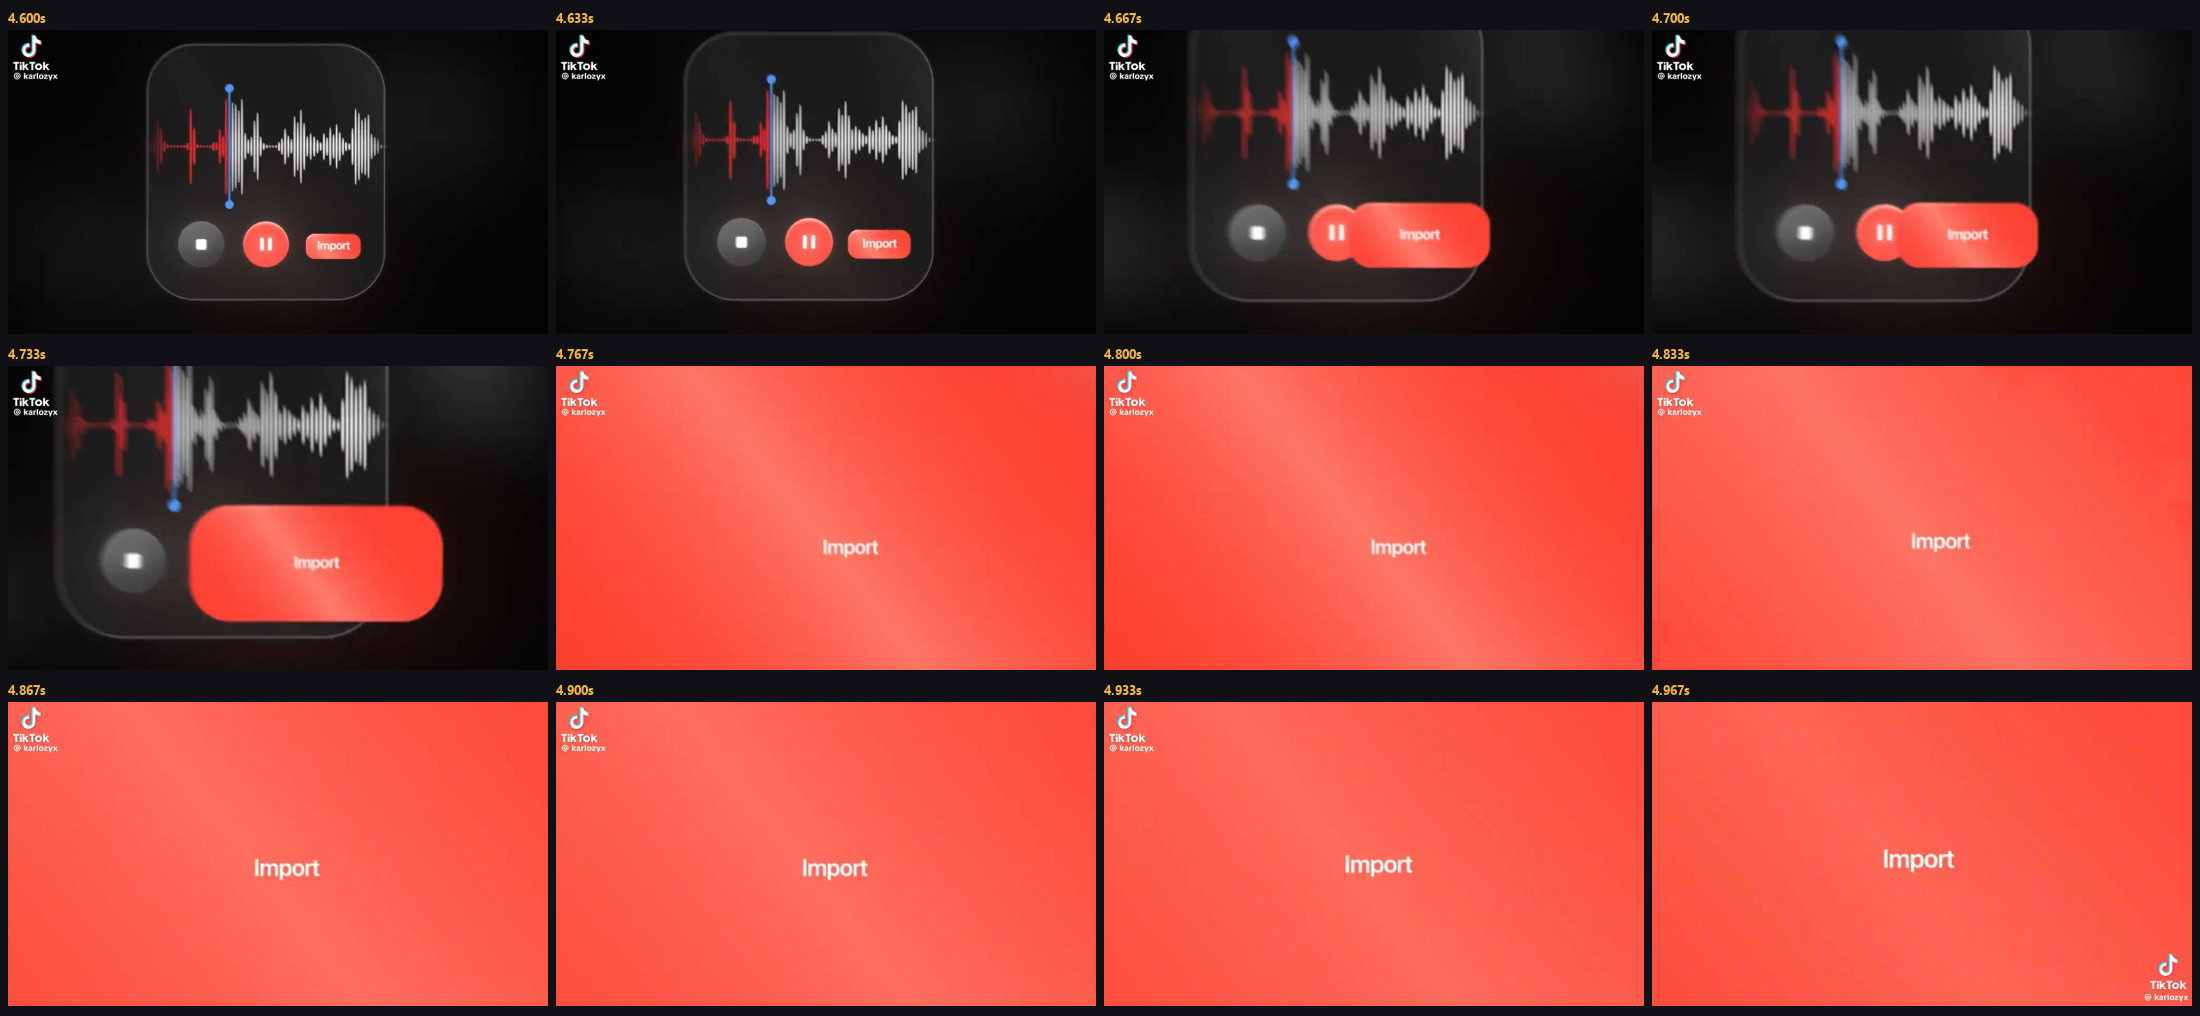 4.600s
4.633s
4.667s
4.700s
TikTok
@ karlozyx
Import
TikTok
@ karlozyx
Import
TikTok
@ karlozyx
Import
TikTok
@ karlozyx
Import
4.733s
4.767s
4.800s
4.833s
TikTok
@ karlozyx
Import
TikTok
@ karlozyx
Import
TikTok
@ karlozyx
Import
TikTok
@ karlozyx
Import
4.867s
4.900s
4.933s
4.967s
TikTok
@ karlozyx
Import
TikTok
@ karlozyx
Import
TikTok
@ karlozyx
Import
Import
TikTok
@ karlozyx